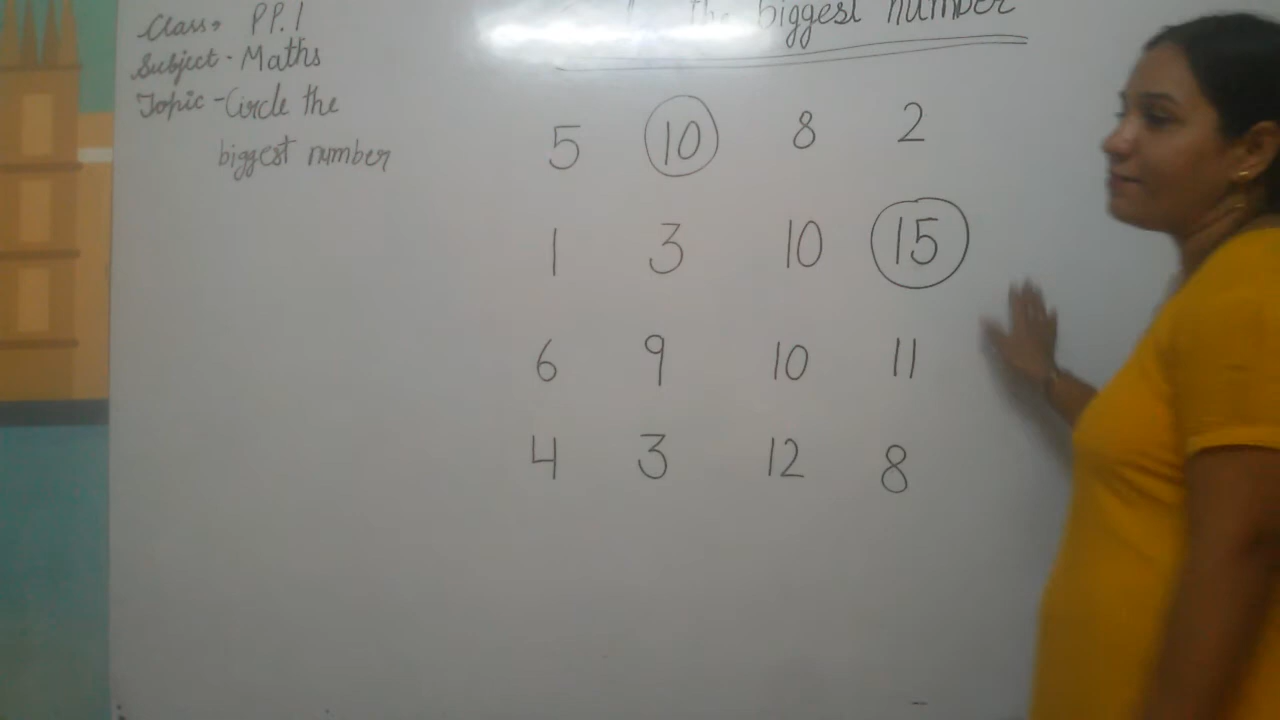 Class, PP.1
Subject - Maths
Topic - Circle the
biggest number
the biggest number
5 10 8 2
1 3 10 15
6 9 10 11
4 3 12 8